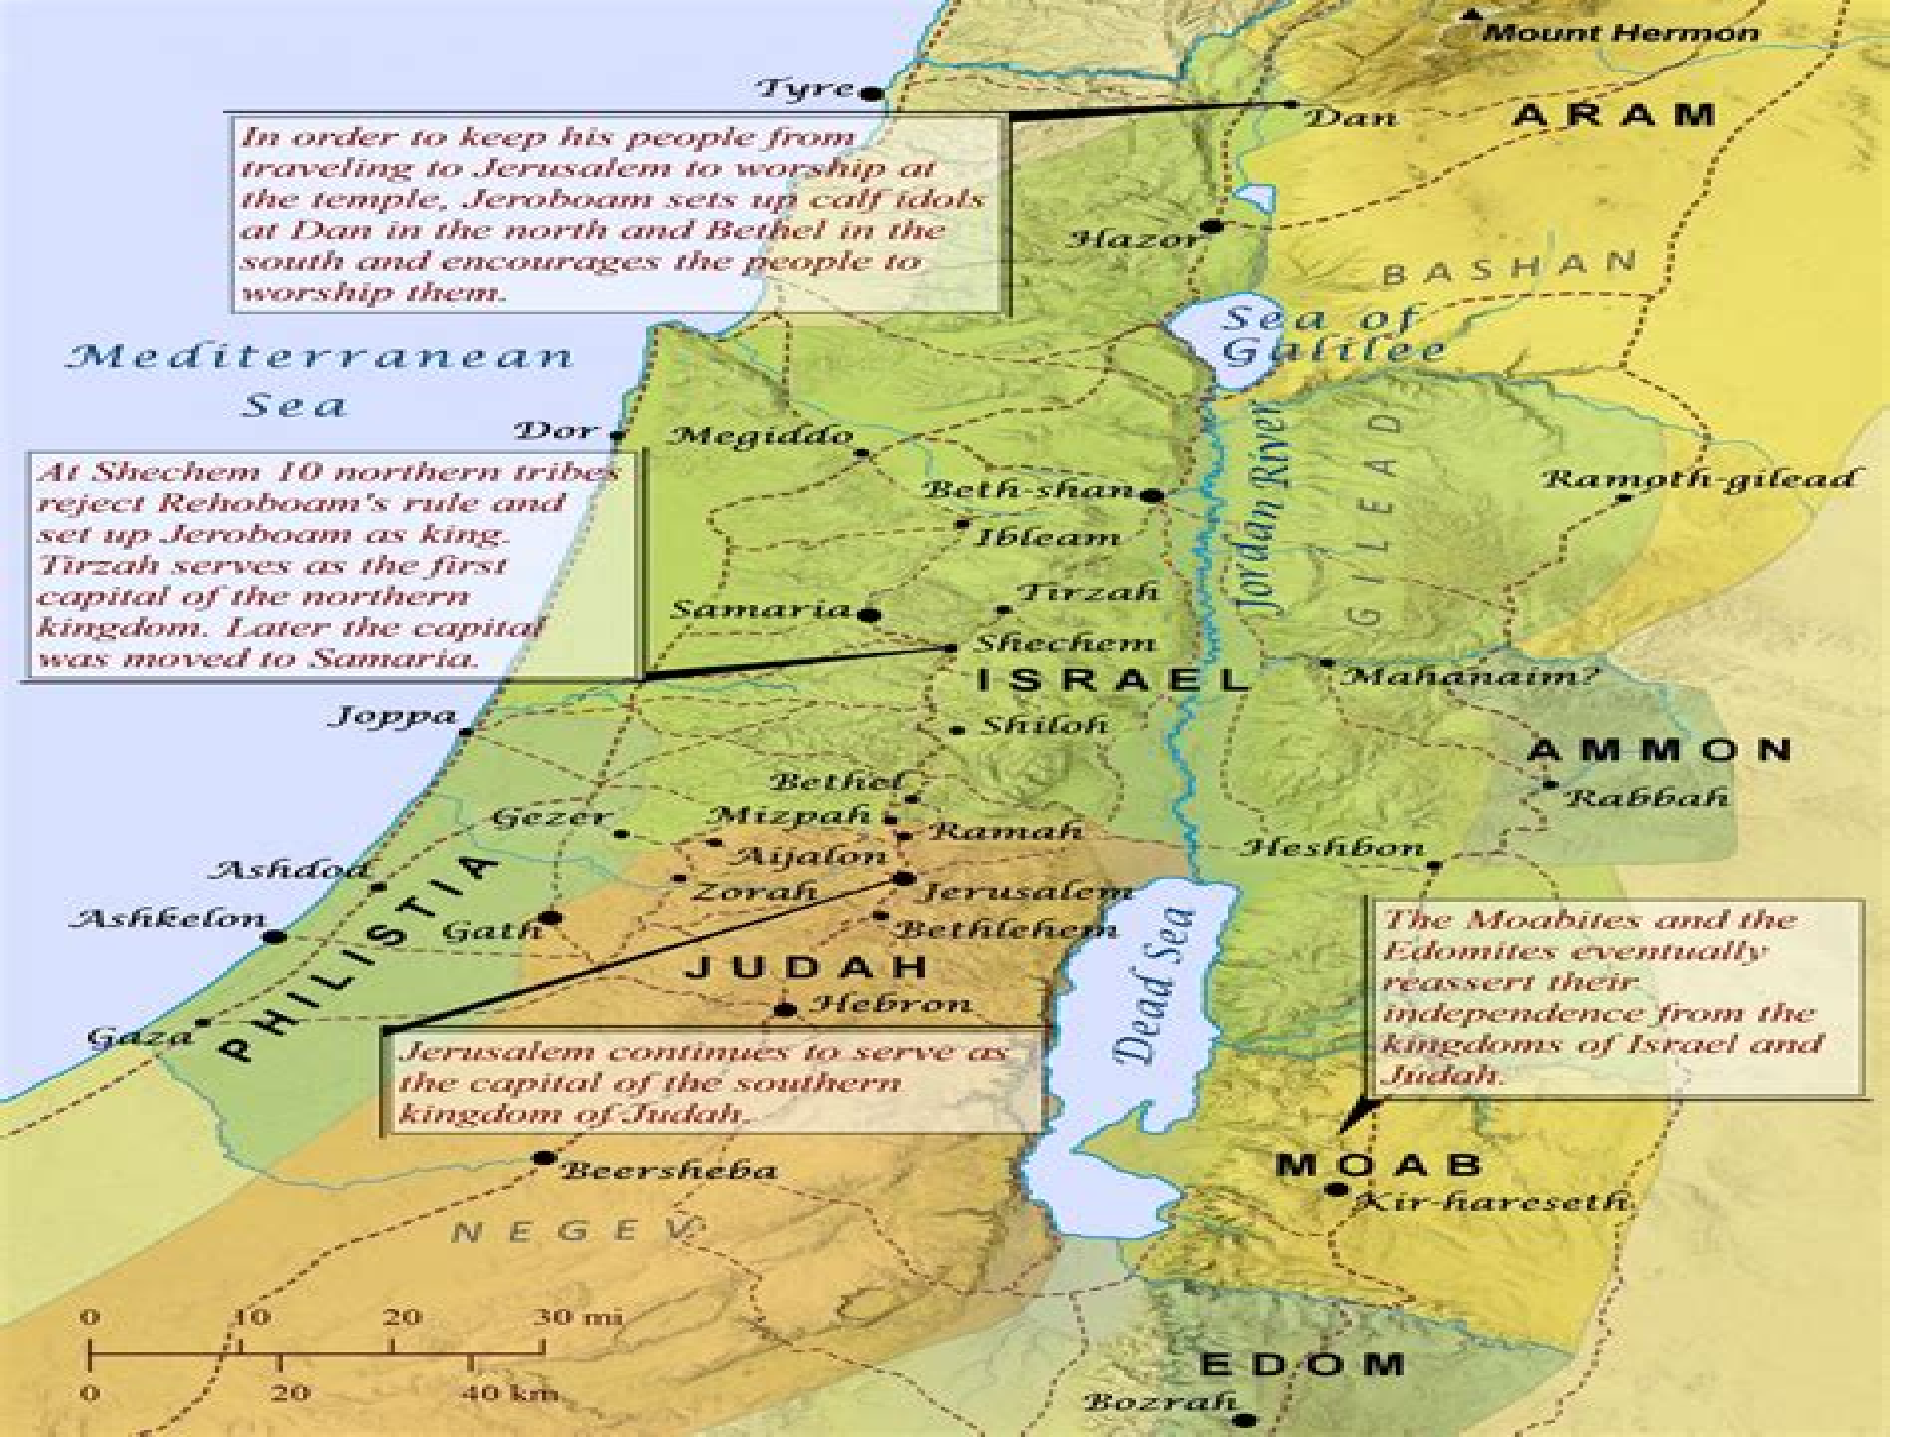 Mount Hermon
Tyre
Dan
ARAM
In order to keep his people from
traveling to Jerusalem to worship at
the temple, Jeroboam sets up calf idols
at Dan in the north and Bethel in the
south and encourages the people to
worship them.
Hazor
BASHAN
Sea of
Galilee
Mediterranean
Sea
Dor
Megiddo
Jordan River
GILEAD
At Shechem 10 northern tribes
reject Rehoboam's rule and
set up Jeroboam as king.
Tirzah serves as the first
capital of the northern
kingdom. Later the capital
was moved to Samaria.
Ramoth-gilead
Beth-shan
Ibleam
Tirzah
Samaria
Shechem
ISRAEL
Mahanaim?
Joppa
Shiloh
AMMON
Bethel
Rabbah
Gezer
Mizpah
Ramah
Aijalon
Heshbon
Ashdod
Zorah
Jerusalem
Ashkelon
Gath
Bethlehem
PHILISTIA
JUDAH
Dead Sea
The Moabites and the
Edomites eventually
reassert their
independence from the
kingdoms of Israel and
Judah.
Hebron
Gaza
Jerusalem continues to serve as
the capital of the southern
kingdom of Judah.
Beersheba
MOAB
Kir-hareseth
NEGEV
0 10 20 30 mi
0 20 40 km
EDOM
Bozrah